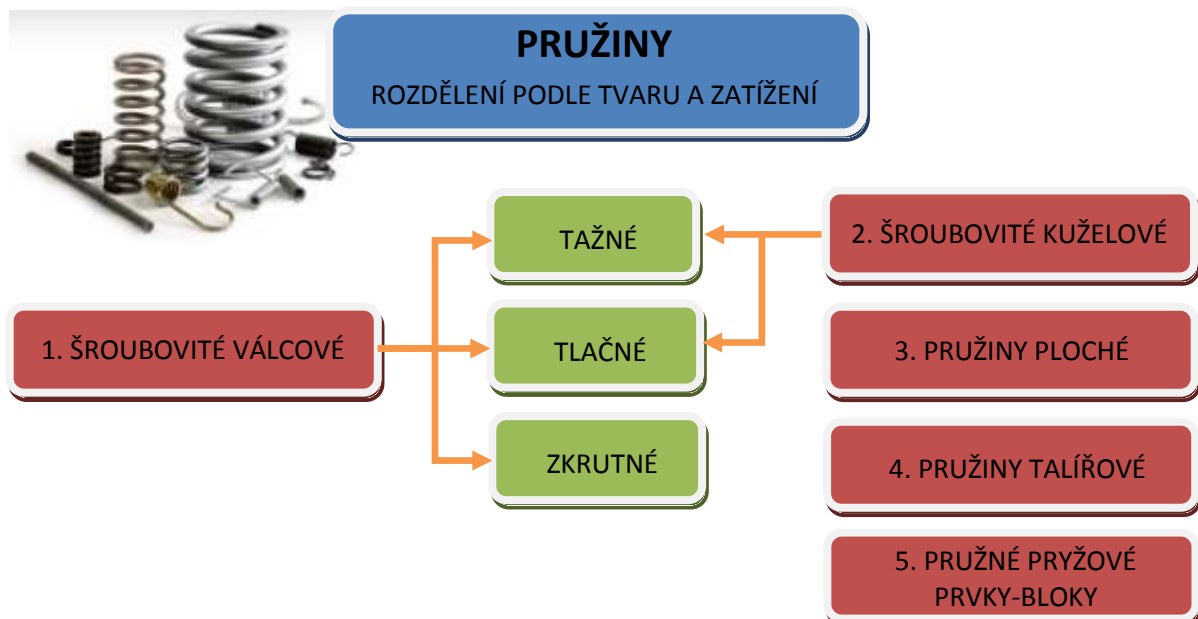 PRUŽINY
ROZDĚLENÍ PODLE TVARU A ZATÍŽENÍ
TAŽNÉ
2. ŠROUBOVITÉ KUŽELOVÉ
1. ŠROUBOVITÉ VÁLCOVÉ
TLAČNÉ
3. PRUŽINY PLOCHÉ
ZKRUTNÉ
4. PRUŽINY TALÍŘOVÉ
5. PRUŽNÉ PRYŽOVÉ
PRVKY-BLOKY